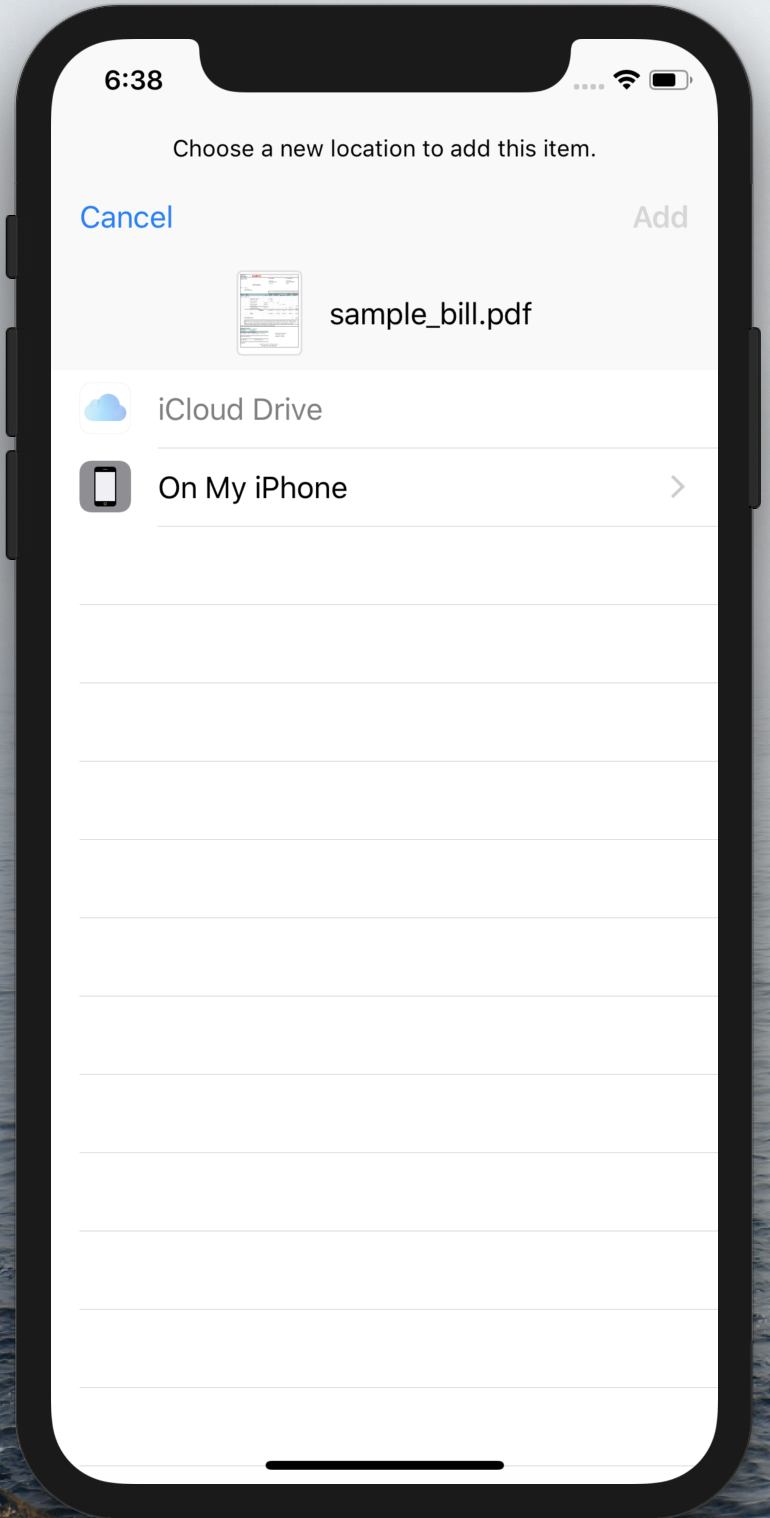 6:38
Choose a new location to add this item.
Cancel
Add
sample_bill.pdf
iCloud Drive
On My iPhone